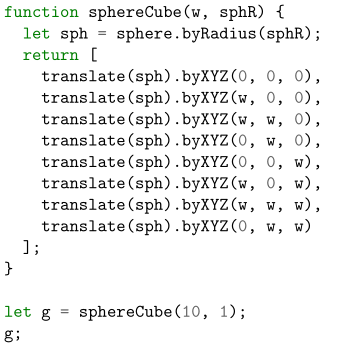 function sphereCube(w, sphR) {
  let sph = sphere.byRadius(sphR);
  return [
    translate(sph).byXYZ(0, 0, 0),
    translate(sph).byXYZ(w, 0, 0),
    translate(sph).byXYZ(w, w, 0),
    translate(sph).byXYZ(0, w, 0),
    translate(sph).byXYZ(0, 0, w),
    translate(sph).byXYZ(w, 0, w),
    translate(sph).byXYZ(w, w, w),
    translate(sph).byXYZ(0, w, w)
  ];
}

let g = sphereCube(10, 1);
g;